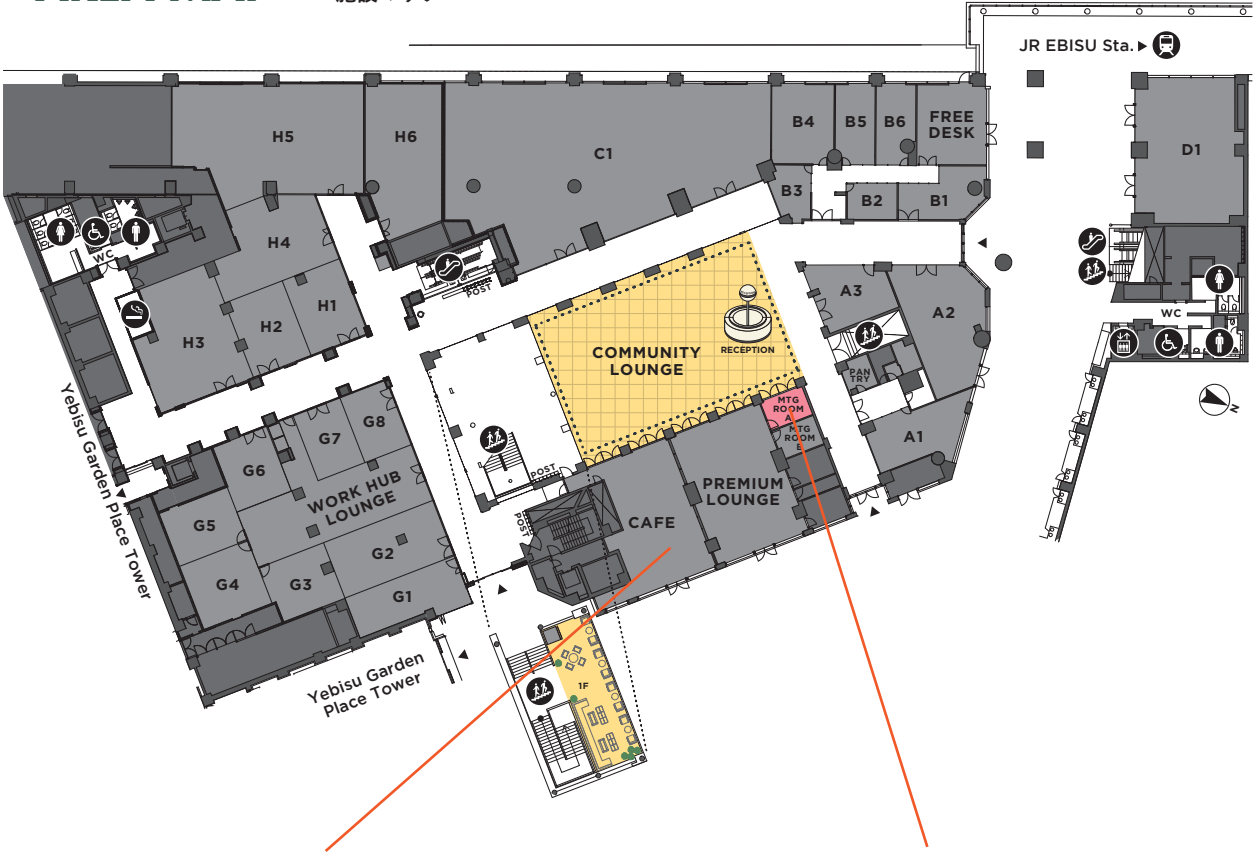 JR EBISU Sta.
H5
H6
C1
B4
B5
B6
FREE
DESK
D1
B3
B2
B1
WC
H4
H3
H2
H1
POST
COMMUNITY
LOUNGE
RECEPTION
A3
A2
PAN
TRY
A1
WC
N
MTG
ROOM
A
MTG
ROOM
PREMIUM
LOUNGE
CAFE
POST
POST
G8
G7
G6
WORK HUB
LOUNGE
G5
G4
G3
G2
G1
Yebisu Garden Place Tower
Yebisu Garden
Place Tower
1F